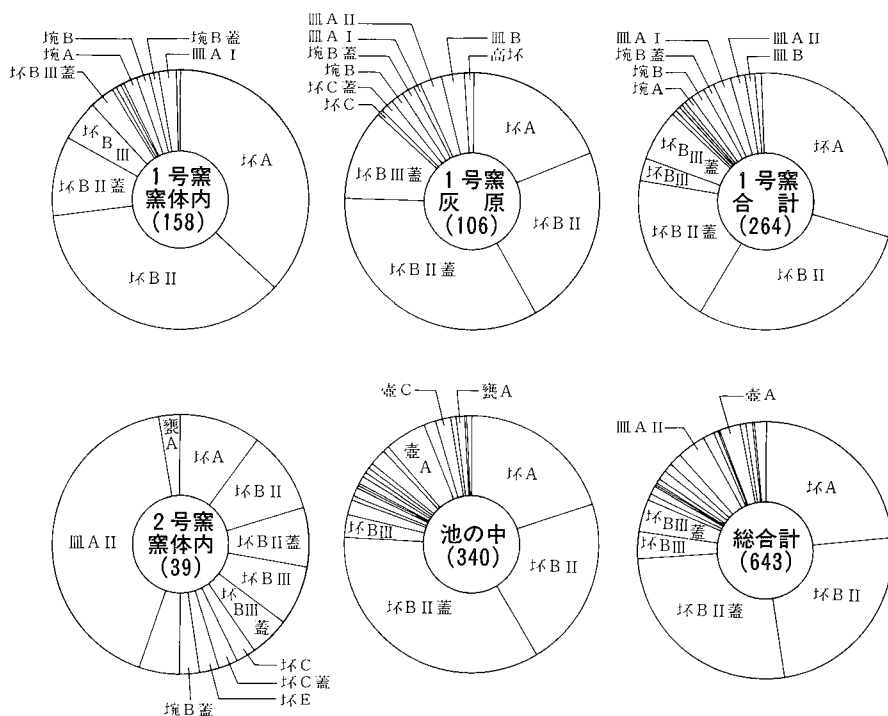 坏A
坏BⅡ
坏BⅡ蓋
坏BⅢ
坏BⅢ蓋
埦A
埦B
埦B蓋
皿AⅠ
1号窯
窯体内
(158)
坏A
坏BⅡ
坏BⅡ蓋
坏BⅢ蓋
坏C
坏C蓋
埦B
埦B蓋
皿AⅠ
皿AⅡ
皿B
高坏
1号窯
灰原
(106)
坏A
坏BⅡ
坏BⅡ蓋
坏BⅢ
坏BⅢ蓋
埦A
埦B
埦B蓋
皿AⅠ
皿AⅡ
皿B
1号窯
合計
(264)
坏A
坏BⅡ
坏BⅡ蓋
坏BⅢ
坏
BⅢ
蓋
坏C
坏C蓋
坏E
埦B蓋
皿AⅡ
甕
A
2号窯
窯体内
(39)
坏A
坏BⅡ
坏BⅡ蓋
坏BⅢ
壺
A
壺C
甕A
池の中
(340)
坏A
坏BⅡ
坏BⅡ蓋
坏BⅢ
坏BⅢ蓋
皿AⅡ
壺A
総合計
(643)